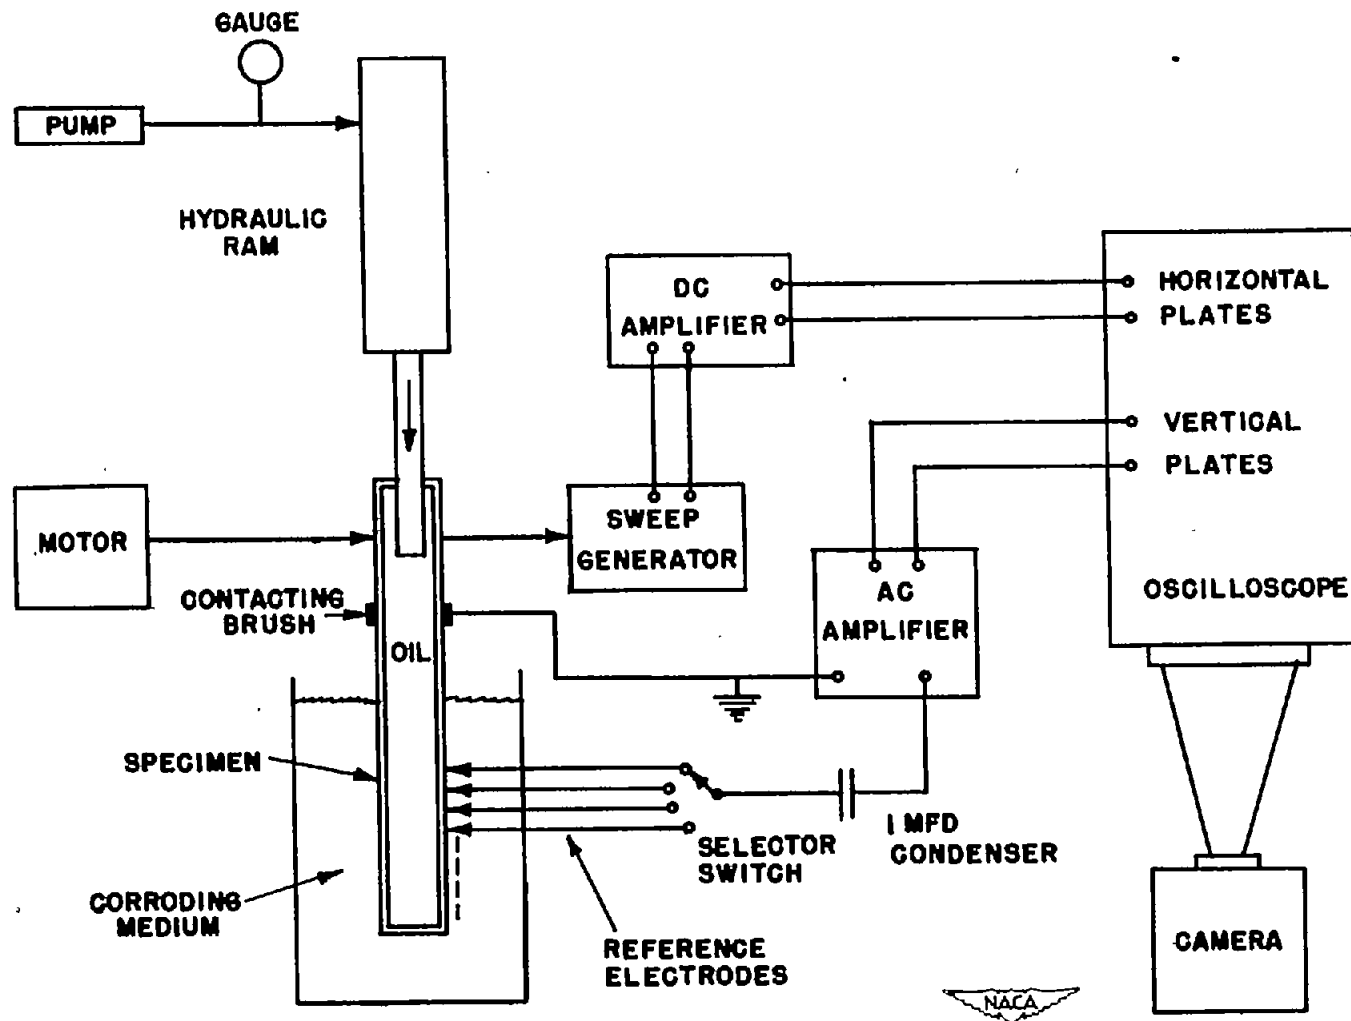 GAUGE
PUMP
HYDRAULIC
RAM
DC
AMPLIFIER
HORIZONTAL
PLATES
VERTICAL
PLATES
MOTOR
SWEEP
GENERATOR
CONTACTING
BRUSH
OIL
AC
AMPLIFIER
OSCILLOSCOPE
SPECIMEN
SELECTOR
SWITCH
1 MFD
CONDENSER
CORRODING
MEDIUM
REFERENCE
ELECTRODES
CAMERA
NACA